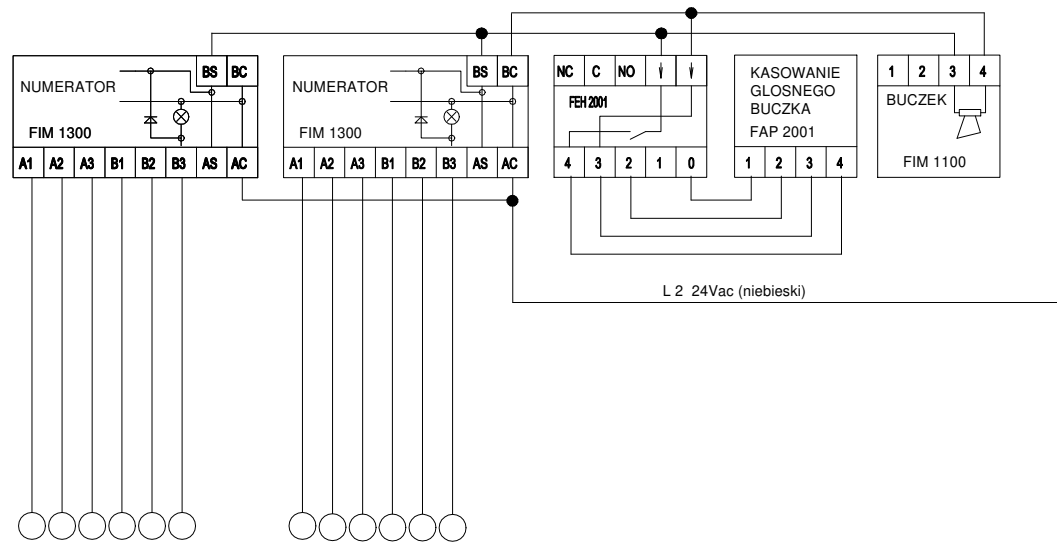 BS BC
NUMERATOR
FIM 1300
A1 A2 A3 B1 B2 B3 AS AC
BS BC
NUMERATOR
FIM 1300
A1 A2 A3 B1 B2 B3 AS AC
NC C NO
FEH 2001
4 3 2 1 0
KASOWANIE
GLOSNEGO
BUCZKA
FAP 2001
1 2 3 4
1 2 3 4
BUCZEK
FIM 1100
L 2 24Vac (niebieski)